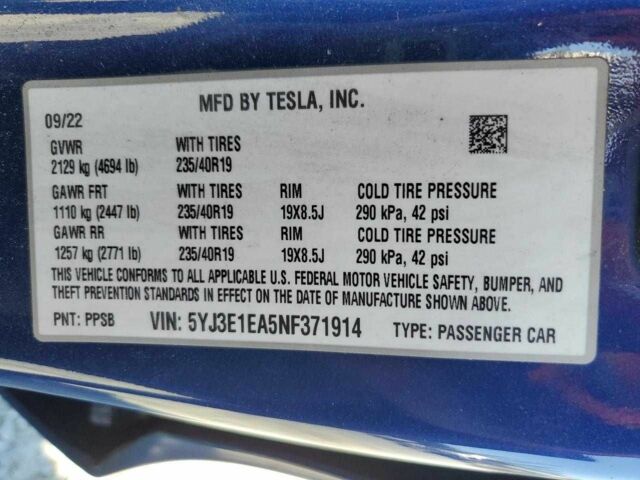 MFD BY TESLA, INC.
09/22
GVWR WITH TIRES
2129 kg (4694 lb) 235/40R19
GAWR FRT WITH TIRES RIM COLD TIRE PRESSURE
1110 kg (2447 lb) 235/40R19 19X8.5J 290 kPa, 42 psi
GAWR RR WITH TIRES RIM COLD TIRE PRESSURE
1257 kg (2771 lb) 235/40R19 19X8.5J 290 kPa, 42 psi
THIS VEHICLE CONFORMS TO ALL APPLICABLE U.S. FEDERAL MOTOR VEHICLE SAFETY, BUMPER, AND
THEFT PREVENTION STANDARDS IN EFFECT ON THE DATE OF MANUFACTURE SHOWN ABOVE.
PNT: PPSB VIN: 5YJ3E1EA5NF371914 TYPE: PASSENGER CAR